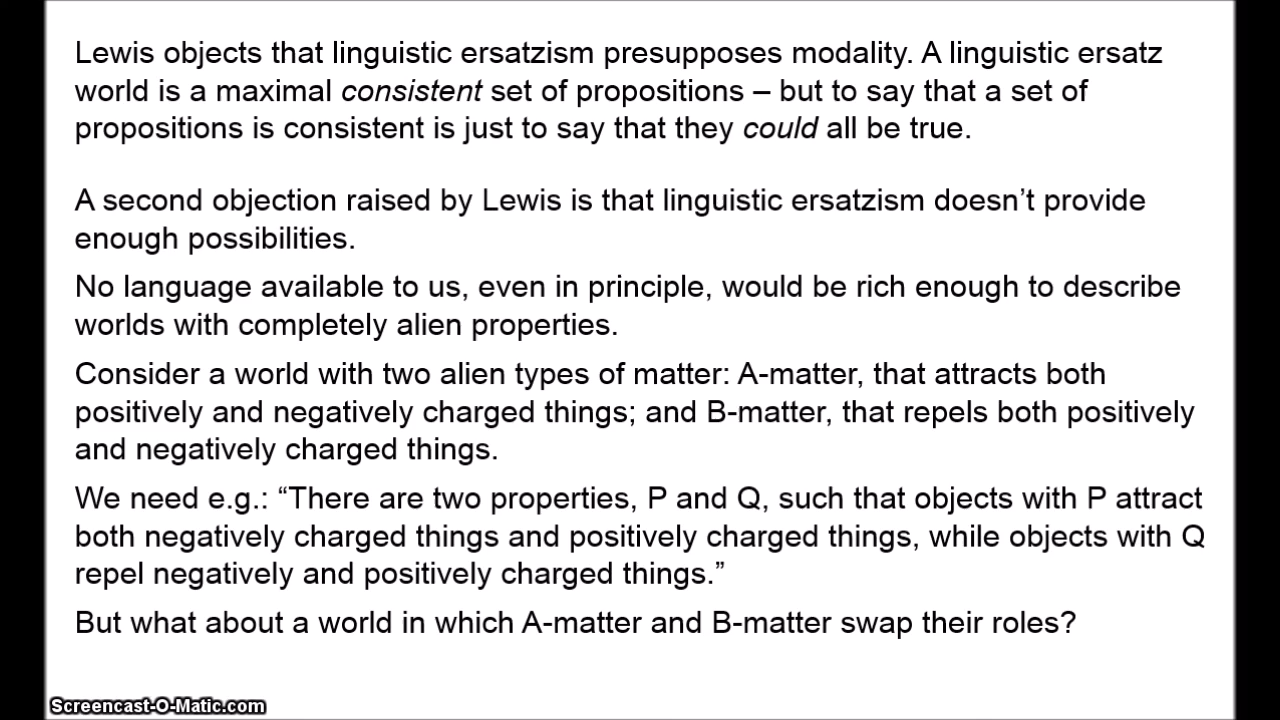 Lewis objects that linguistic ersatzism presupposes modality. A linguistic ersatz
world is a maximal consistent set of propositions – but to say that a set of
propositions is consistent is just to say that they could all be true.
A second objection raised by Lewis is that linguistic ersatzism doesn’t provide
enough possibilities.
No language available to us, even in principle, would be rich enough to describe
worlds with completely alien properties.
Consider a world with two alien types of matter: A-matter, that attracts both
positively and negatively charged things; and B-matter, that repels both positively
and negatively charged things.
We need e.g.: “There are two properties, P and Q, such that objects with P attract
both negatively charged things and positively charged things, while objects with Q
repel negatively and positively charged things.”
But what about a world in which A-matter and B-matter swap their roles?
Screencast-O-Matic.com